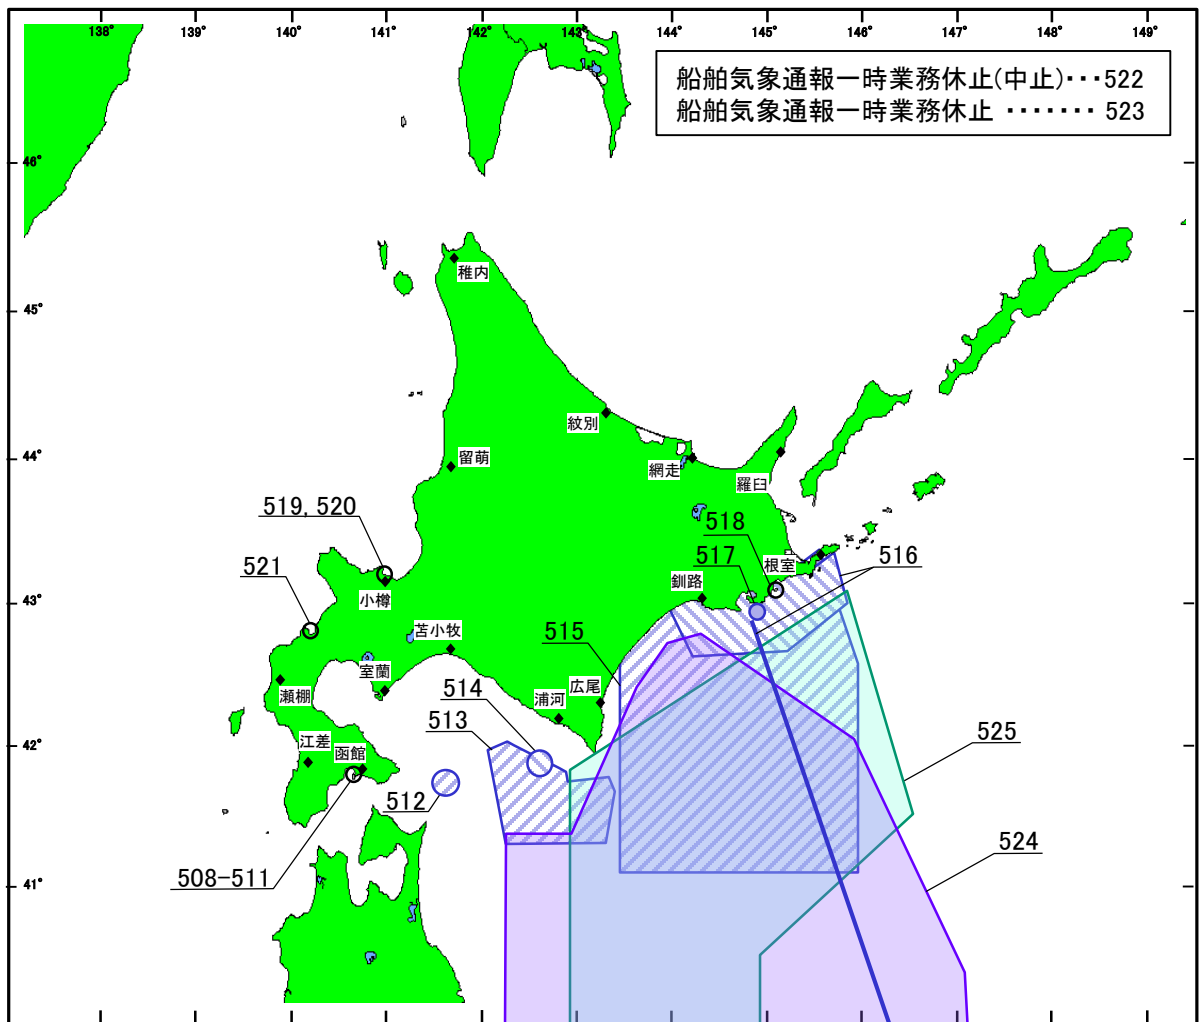 138° 140° 141° 142° 143° 144° 145° 146° 147° 148° 149°
船舶気象通報一時業務休止(中止)・・・522
船舶気象通報一時業務休止 ・・・・・・・ 523
46°
稚内
45°
紋別
留萌
44°
網走
羅臼
519, 520
518
517
根室
516
521
釧路
小樽
43°
苫小牧
515
室蘭
514
広尾
瀬棚
浦河
513
江差
42°
函館
525
512
524
508-511
41°